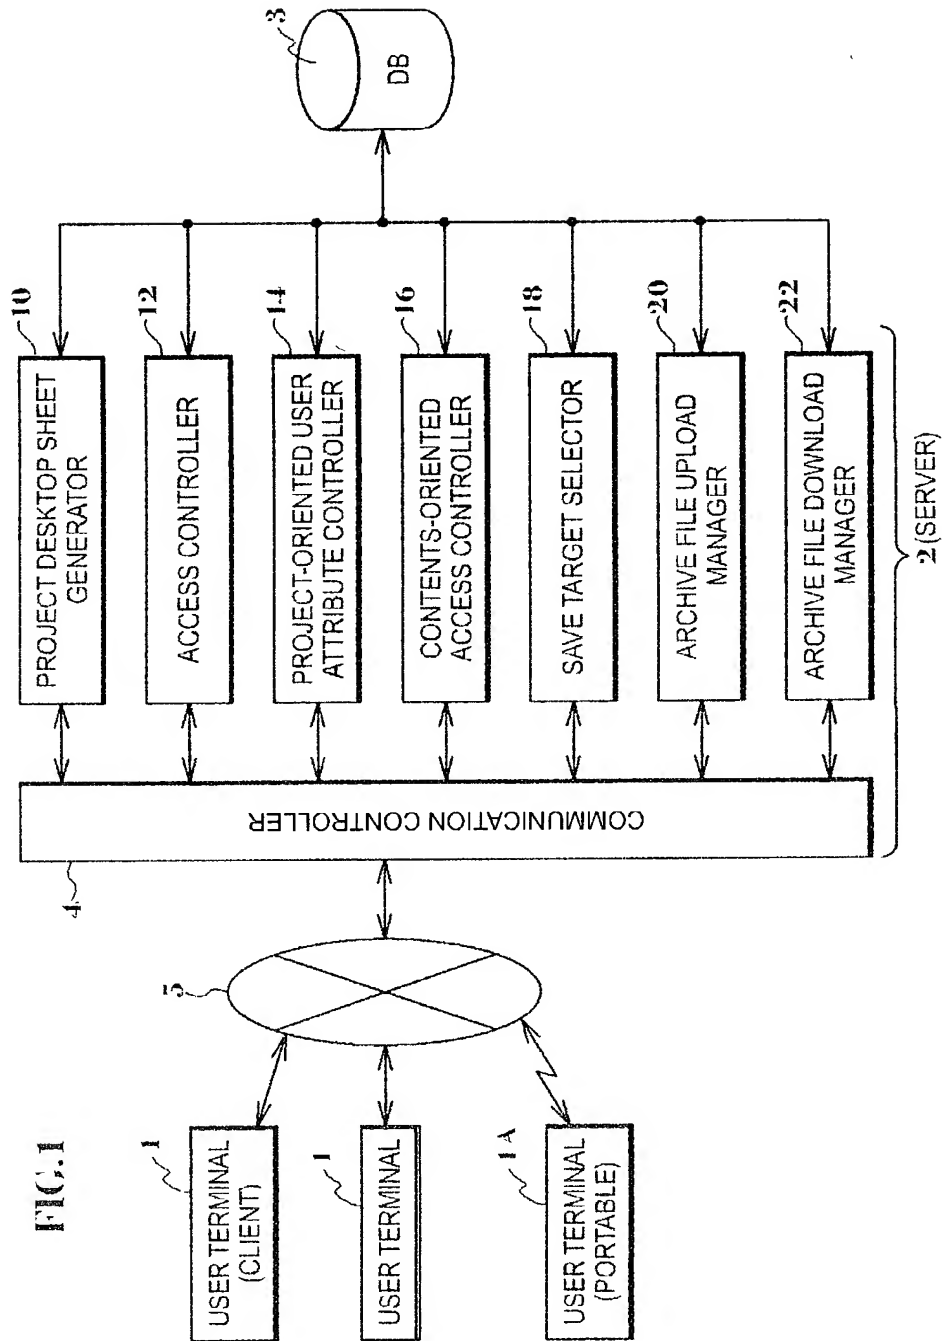 FIG.1
USER TERMINAL
(CLIENT)
1
USER TERMINAL
1
USER TERMINAL
(PORTABLE)
1A
5
4
COMMUNICATION CONTROLLER
PROJECT DESKTOP SHEET
GENERATOR
10
ACCESS CONTROLLER
12
PROJECT-ORIENTED USER
ATTRIBUTE CONTROLLER
14
CONTENTS-ORIENTED
ACCESS CONTROLLER
16
SAVE TARGET SELECTOR
18
ARCHIVE FILE UPLOAD
MANAGER
20
ARCHIVE FILE DOWNLOAD
MANAGER
22
2 (SERVER)
DB
3